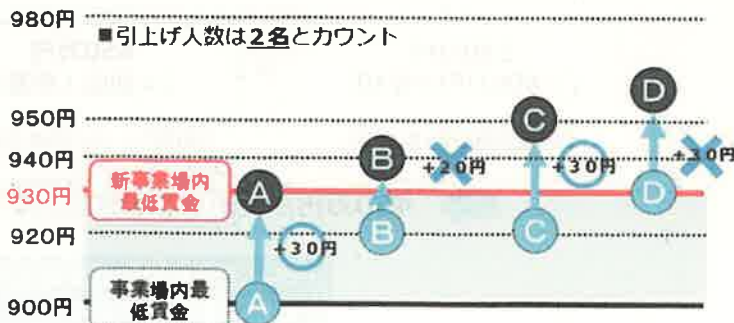 980円
■引上げ人数は2名とカウント
950円
940円
930円
920円
900円
新事業場内
最低賃金
事業場内最
低賃金
A
A
+30円
B
B
+20円
C
C
+30円
D
D
+30円